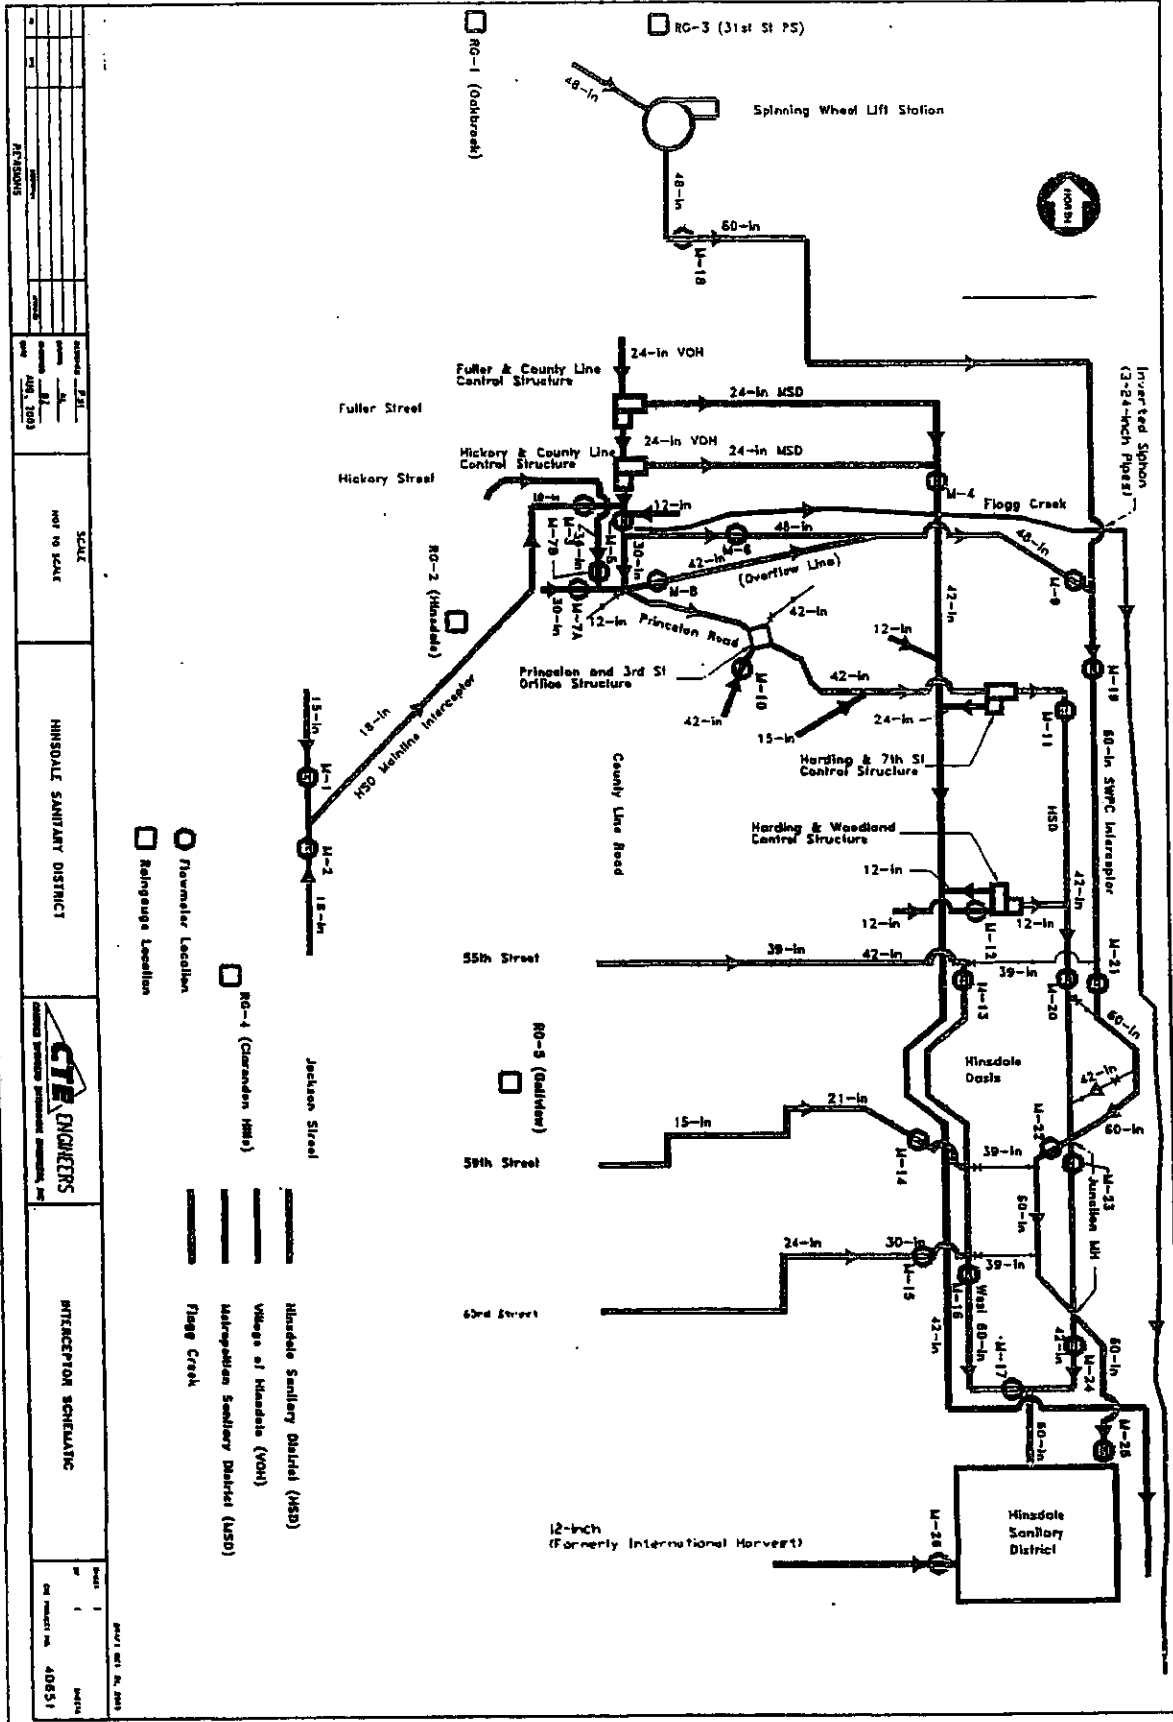 RG-3 (31st St PS)
RG-1 (Oakbrook)
48-in
Spinning Wheel Lift Station
NORTH
48-in
60-in
M-18
Inverted Siphon
(3-24-inch Pipes)
24-in VOH
Fuller & County Line
Control Structure
24-in MSD
Fuller Street
24-in VOH
Hickory & County Line
Control Structure
24-in MSD
Hickory Street
M-4
Flagg Creek
18-in
12-in
M-3
M-5
M-7B
48-in
M-6
48-in
30-in
42-in
(Overflow Line)
M-8
M-9
RG-2 (Hinsdale)
30-in
M-7A
12-in
Princeton Road
42-in
42-in
12-in
Princeton and 3rd St
Orifice Structure
M-10
42-in
42-in
15-in
24-in
M-19
M-11
18-in
HSD Mainline Interceptor
15-in
M-1
M-2
18-in
County Line Road
Harding & 7th St
Control Structure
60-in SWPC Interceptor
HSD
Harding & Woodland
Control Structure
12-in
42-in
12-in
M-12
12-in
Flowmeter Location
Raingauge Location
55th Street
39-in
42-in
39-in
M-13
M-20
M-21
60-in
RG-4 (Clarendon Hills)
RG-5 (Gallview)
Jackson Street
Hinsdale
Oasis
42-in
60-in
21-in
15-in
M-22
59th Street
M-14
39-in
M-23
Junction MH
60-in
24-in
30-in
M-15
39-in
M-16
63rd Street
42-in
West 60-in
M-17
42-in
M-24
60-in
M-25
60-in
Hinsdale Sanitary District (HSD)
Village of Hinsdale (VOH)
Metropolitan Sanitary District (MSD)
Flagg Creek
12-inch
(Formerly International Harvest)
M-26
Hinsdale
Sanitary
District
REVISIONS
AUG. 2003
SCALE
NOT TO SCALE
HINSDALE SANITARY DISTRICT
CTE ENGINEERS
INTERCEPTOR SCHEMATIC
40651